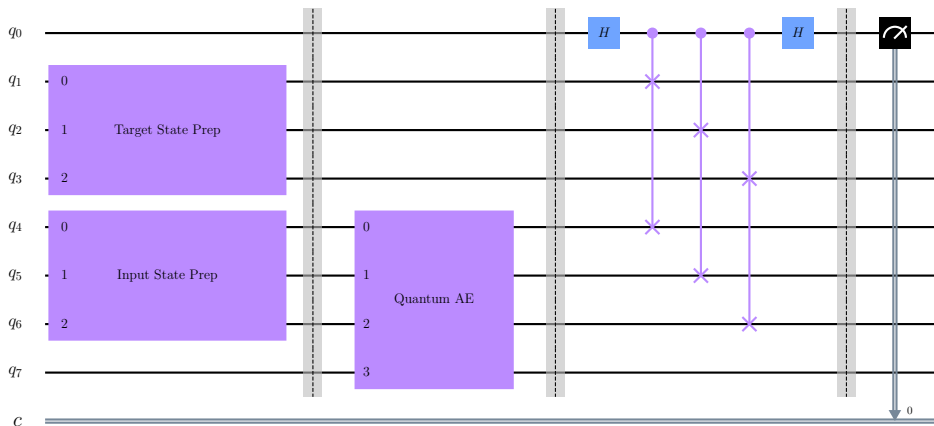 q0 H H
q1 0
q2 1 Target State Prep
q3 2
q4 0 0
q5 1 Input State Prep 1
Quantum AE
q6 2 2
q7 3
c 0